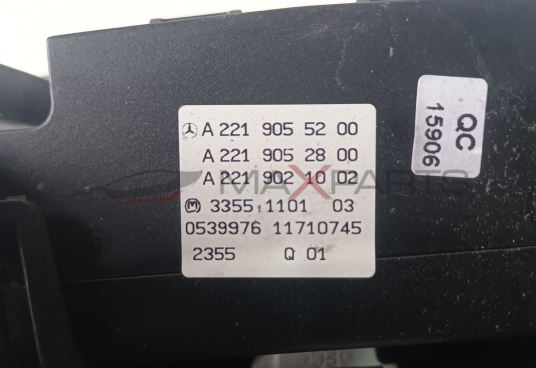 A 221 905 52 00
A 221 905 28 00
A 221 902 10 02
3355 1101 03
0539976 11710745
2355 Q 01
QC
15906
MAXPARTS